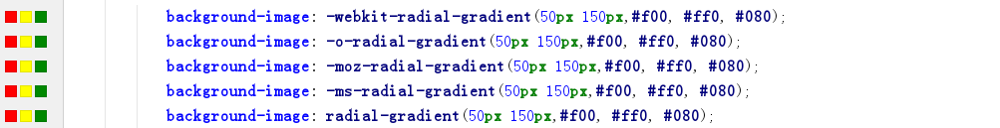 background-image: -webkit-radial-gradient(50px 150px,#f00, #ff0, #080);
background-image: -o-radial-gradient(50px 150px,#f00, #ff0, #080);
background-image: -moz-radial-gradient(50px 150px,#f00, #ff0, #080);
background-image: -ms-radial-gradient(50px 150px,#f00, #ff0, #080);
background-image: radial-gradient(50px 150px,#f00, #ff0, #080);